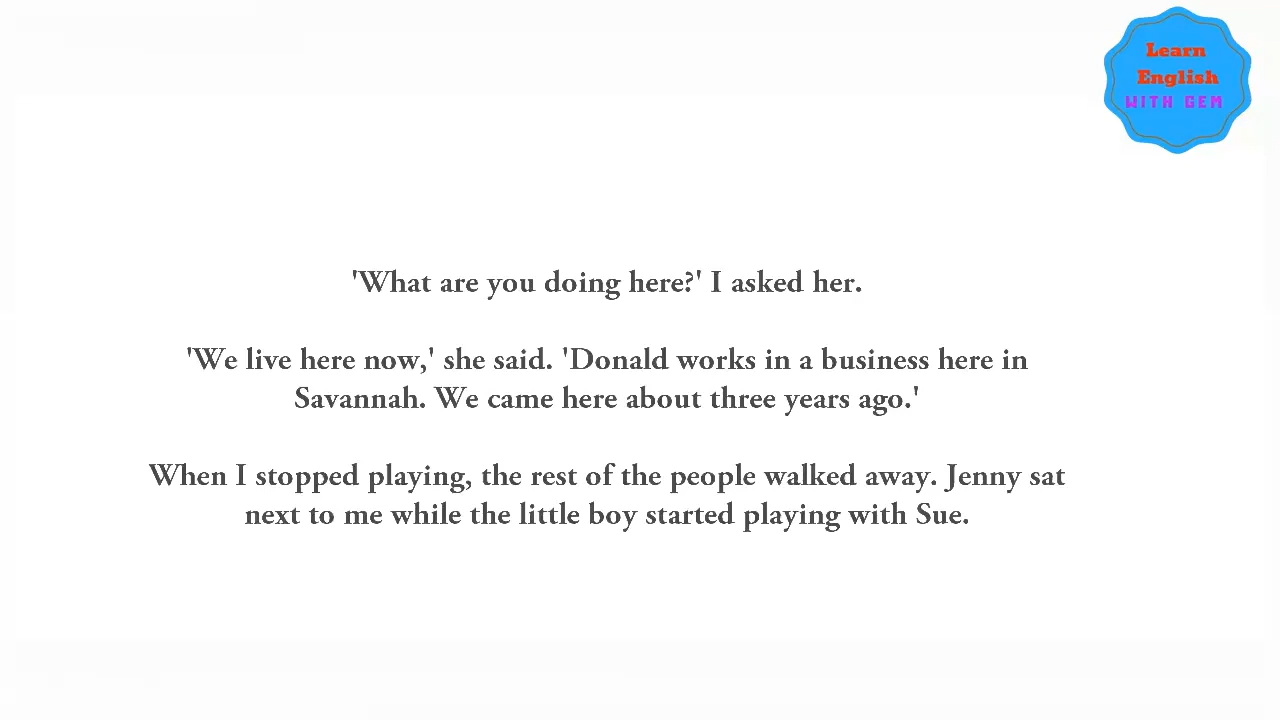 Learn
English
WITH GEM
'What are you doing here?' I asked her.
'We live here now,' she said. 'Donald works in a business here in
Savannah. We came here about three years ago.'
When I stopped playing, the rest of the people walked away. Jenny sat
next to me while the little boy started playing with Sue.